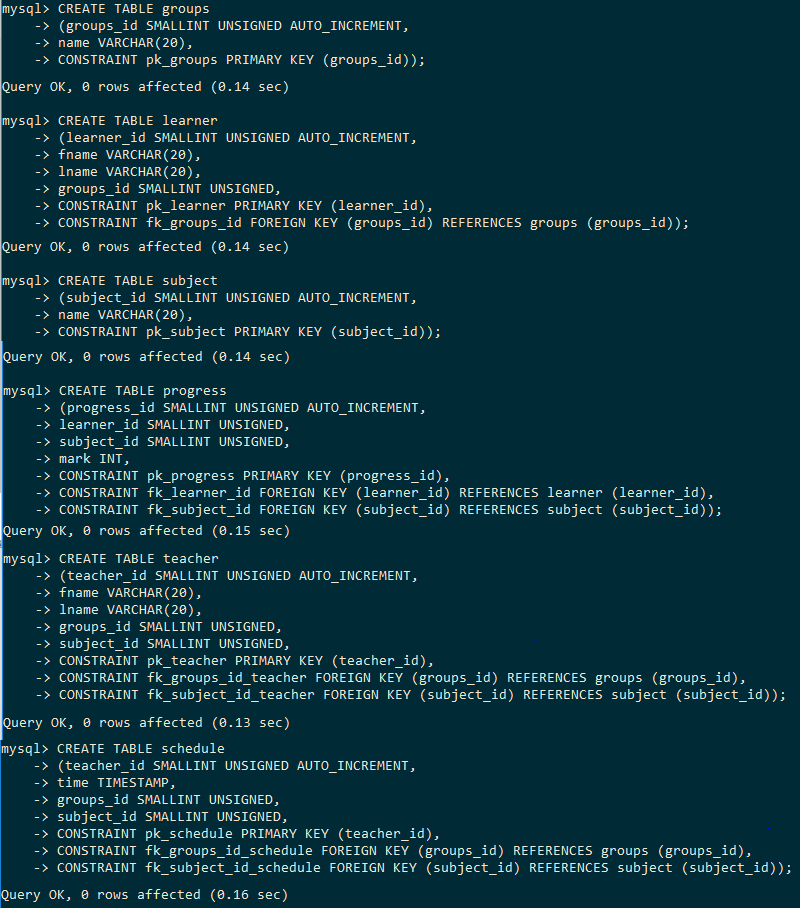 mysql> CREATE TABLE groups
    -> (groups_id SMALLINT UNSIGNED AUTO_INCREMENT,
    -> name VARCHAR(20),
    -> CONSTRAINT pk_groups PRIMARY KEY (groups_id));
Query OK, 0 rows affected (0.14 sec)
mysql> CREATE TABLE learner
    -> (learner_id SMALLINT UNSIGNED AUTO_INCREMENT,
    -> fname VARCHAR(20),
    -> lname VARCHAR(20),
    -> groups_id SMALLINT UNSIGNED,
    -> CONSTRAINT pk_learner PRIMARY KEY (learner_id),
    -> CONSTRAINT fk_groups_id FOREIGN KEY (groups_id) REFERENCES groups (groups_id));
Query OK, 0 rows affected (0.14 sec)
mysql> CREATE TABLE subject
    -> (subject_id SMALLINT UNSIGNED AUTO_INCREMENT,
    -> name VARCHAR(20),
    -> CONSTRAINT pk_subject PRIMARY KEY (subject_id));
Query OK, 0 rows affected (0.14 sec)
mysql> CREATE TABLE progress
    -> (progress_id SMALLINT UNSIGNED AUTO_INCREMENT,
    -> learner_id SMALLINT UNSIGNED,
    -> subject_id SMALLINT UNSIGNED,
    -> mark INT,
    -> CONSTRAINT pk_progress PRIMARY KEY (progress_id),
    -> CONSTRAINT fk_learner_id FOREIGN KEY (learner_id) REFERENCES learner (learner_id),
    -> CONSTRAINT fk_subject_id FOREIGN KEY (subject_id) REFERENCES subject (subject_id));
Query OK, 0 rows affected (0.15 sec)
mysql> CREATE TABLE teacher
    -> (teacher_id SMALLINT UNSIGNED AUTO_INCREMENT,
    -> fname VARCHAR(20),
    -> lname VARCHAR(20),
    -> groups_id SMALLINT UNSIGNED,
    -> subject_id SMALLINT UNSIGNED,
    -> CONSTRAINT pk_teacher PRIMARY KEY (teacher_id),
    -> CONSTRAINT fk_groups_id_teacher FOREIGN KEY (groups_id) REFERENCES groups (groups_id),
    -> CONSTRAINT fk_subject_id_teacher FOREIGN KEY (subject_id) REFERENCES subject (subject_id));
Query OK, 0 rows affected (0.13 sec)
mysql> CREATE TABLE schedule
    -> (teacher_id SMALLINT UNSIGNED AUTO_INCREMENT,
    -> time TIMESTAMP,
    -> groups_id SMALLINT UNSIGNED,
    -> subject_id SMALLINT UNSIGNED,
    -> CONSTRAINT pk_schedule PRIMARY KEY (teacher_id),
    -> CONSTRAINT fk_groups_id_schedule FOREIGN KEY (groups_id) REFERENCES groups (groups_id),
    -> CONSTRAINT fk_subject_id_schedule FOREIGN KEY (subject_id) REFERENCES subject (subject_id));
Query OK, 0 rows affected (0.16 sec)